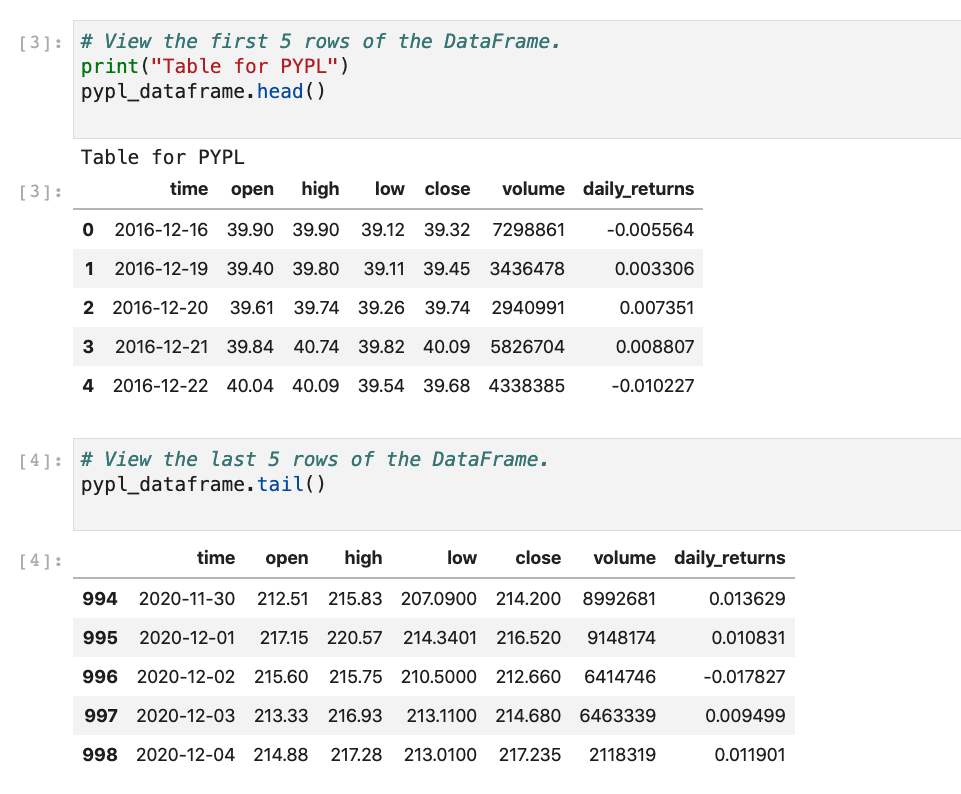 [3]: # View the first 5 rows of the DataFrame.
print("Table for PYPL")
pypl_dataframe.head()
Table for PYPL
[3]: time open high low close volume daily_returns
0 2016-12-16 39.90 39.90 39.12 39.32 7298861 -0.005564
1 2016-12-19 39.40 39.80 39.11 39.45 3436478 0.003306
2 2016-12-20 39.61 39.74 39.26 39.74 2940991 0.007351
3 2016-12-21 39.84 40.74 39.82 40.09 5826704 0.008807
4 2016-12-22 40.04 40.09 39.54 39.68 4338385 -0.010227
[4]: # View the last 5 rows of the DataFrame.
pypl_dataframe.tail()
[4]: time open high low close volume daily_returns
994 2020-11-30 212.51 215.83 207.0900 214.200 8992681 0.013629
995 2020-12-01 217.15 220.57 214.3401 216.520 9148174 0.010831
996 2020-12-02 215.60 215.75 210.5000 212.660 6414746 -0.017827
997 2020-12-03 213.33 216.93 213.1100 214.680 6463339 0.009499
998 2020-12-04 214.88 217.28 213.0100 217.235 2118319 0.011901